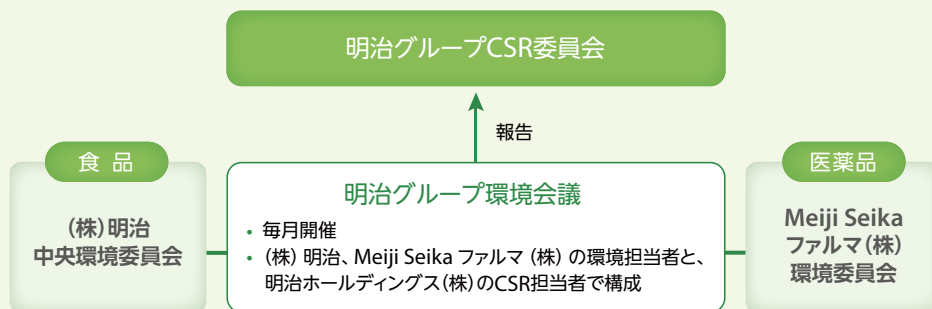 明治グループCSR委員会
報告
食 品
(株)明治
中央環境委員会
明治グループ環境会議
• 毎月開催
• (株) 明治、Meiji Seika ファルマ (株) の環境担当者と、
明治ホールディングス(株)のCSR担当者で構成
医薬品
Meiji Seika
ファルマ(株)
環境委員会